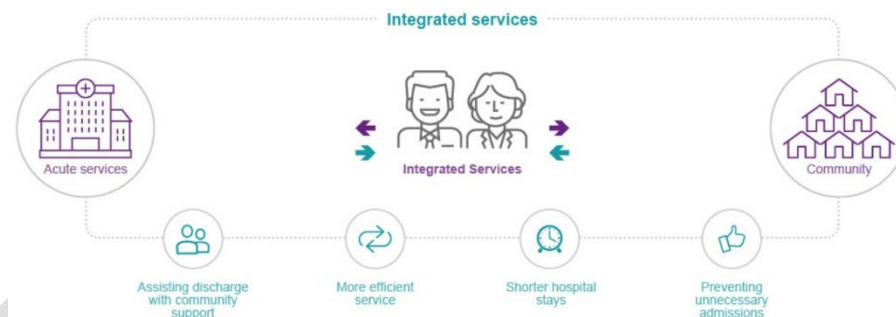 Integrated services
Acute services
Integrated Services
Community
Assisting discharge
with community
support
More efficient
service
Shorter hospital
stays
Preventing
unnecessary
admissions